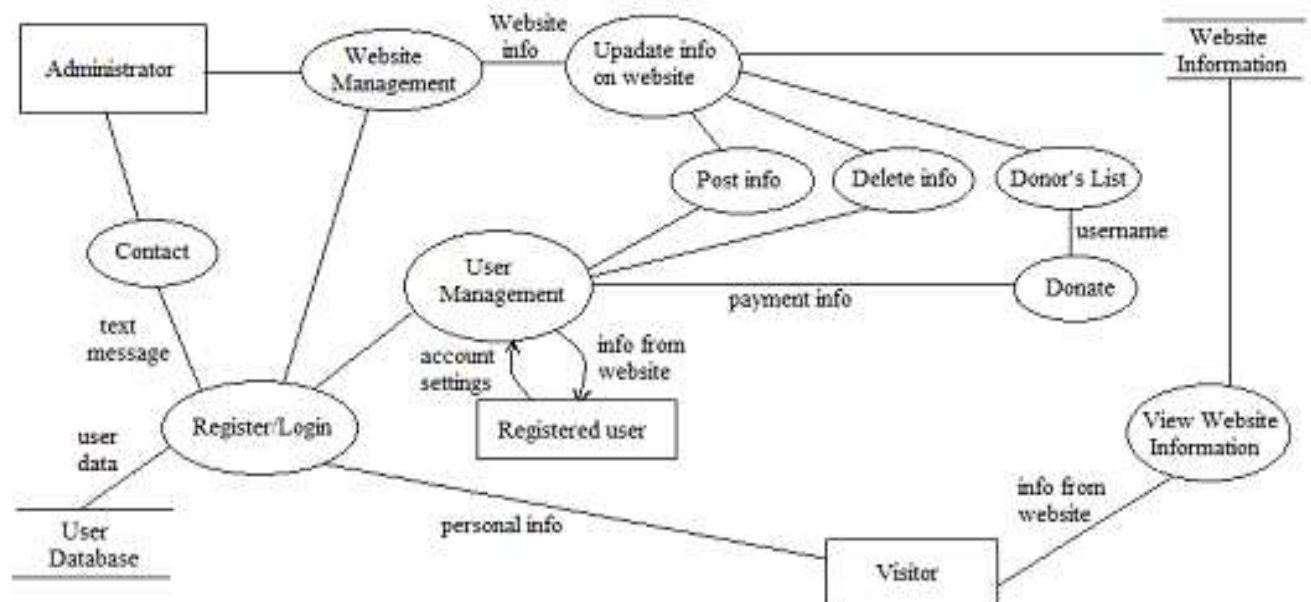 Administrator
Website
Management
Website
info
Upadate info
on website
Website
Information
Post info
Delete info
Donor's List
username
Contact
User
Management
payment info
Donate
text
message
account
settings
info from
website
Register/Login
Registered user
View Website
Information
user
data
info from
website
personal info
User
Database
Visitor